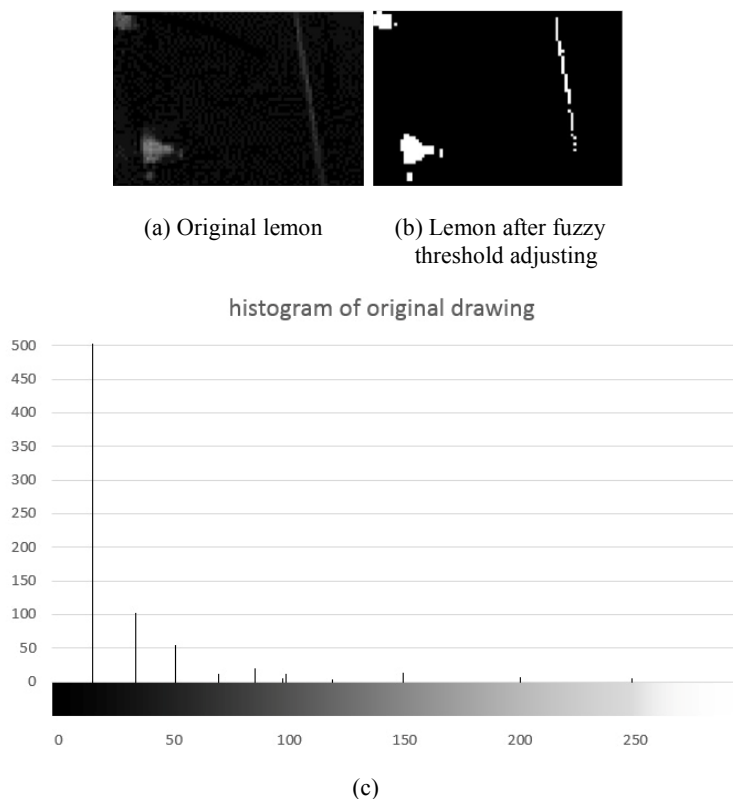 (a) Original lemon
(b) Lemon after fuzzy
threshold adjusting
histogram of original drawing
500
450
400
350
300
250
200
150
100
50
0
0 50 100 150 200 250
(c)